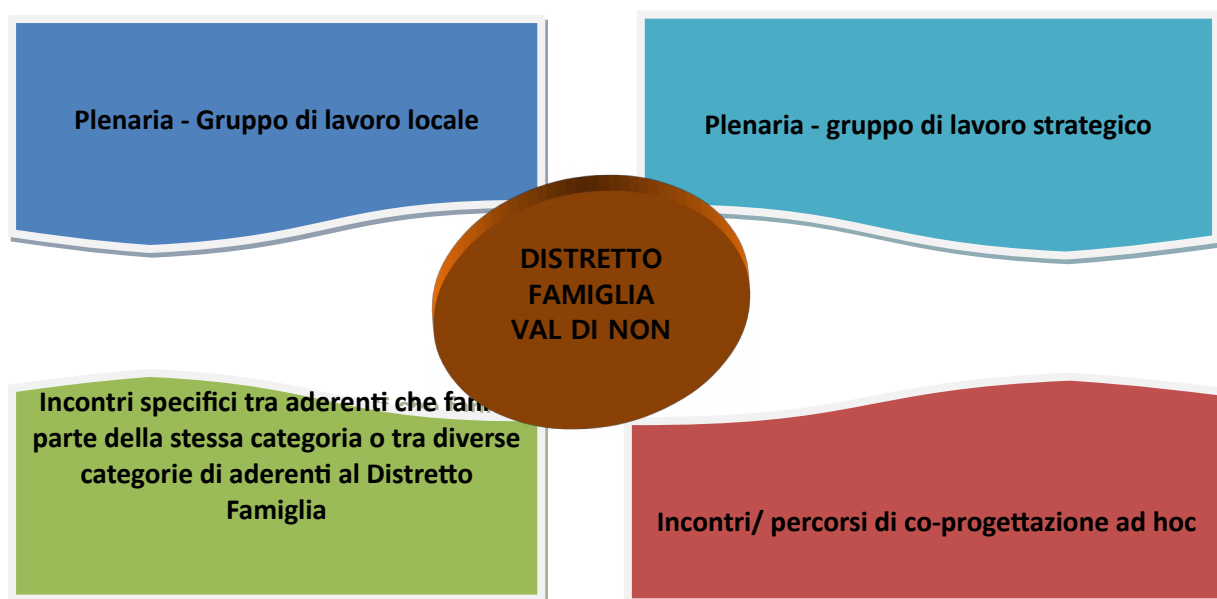 Plenaria - Gruppo di lavoro locale
Plenaria - gruppo di lavoro strategico
DISTRETTO
FAMIGLIA
VAL DI NON
Incontri specifici tra aderenti che
parte della stessa categoria o tra diverse
categorie di aderenti al Distretto
Famiglia
Incontri/ percorsi di co-progettazione ad hoc